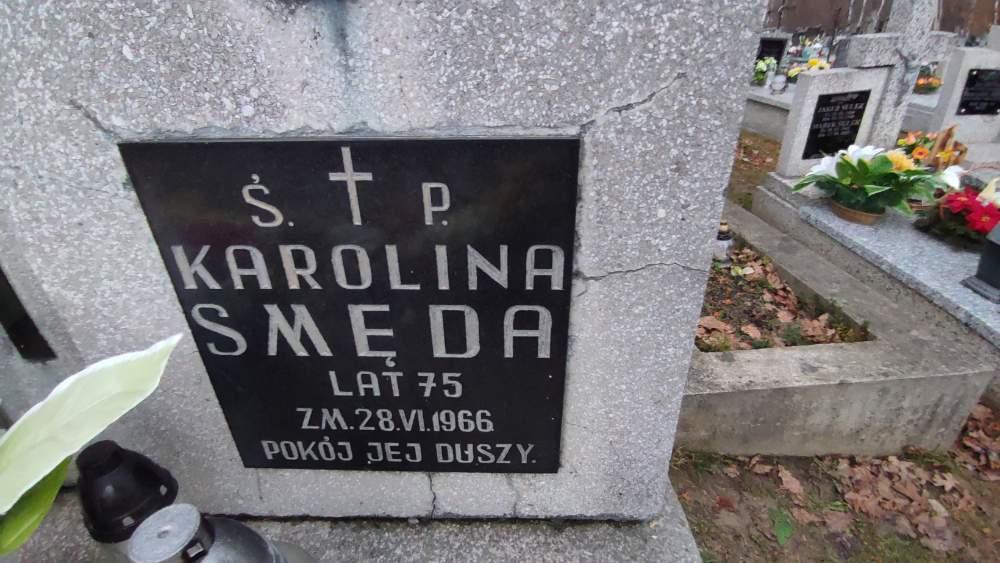 Ś. P.
KAROLINA
SMĘDA
LAT 75
ZM. 28.VI.1966
POKÓJ JEJ DUSZY.